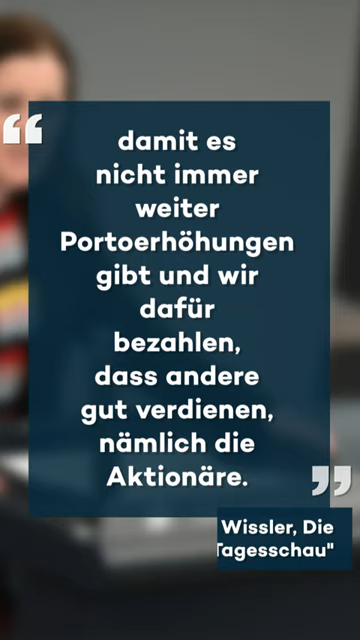 “
damit es
nicht immer
weiter
Portoerhöhungen
gibt und wir
dafür
bezahlen,
dass andere
gut verdienen,
nämlich die
Aktionäre.
”
Wissler, Die
Tagesschau"